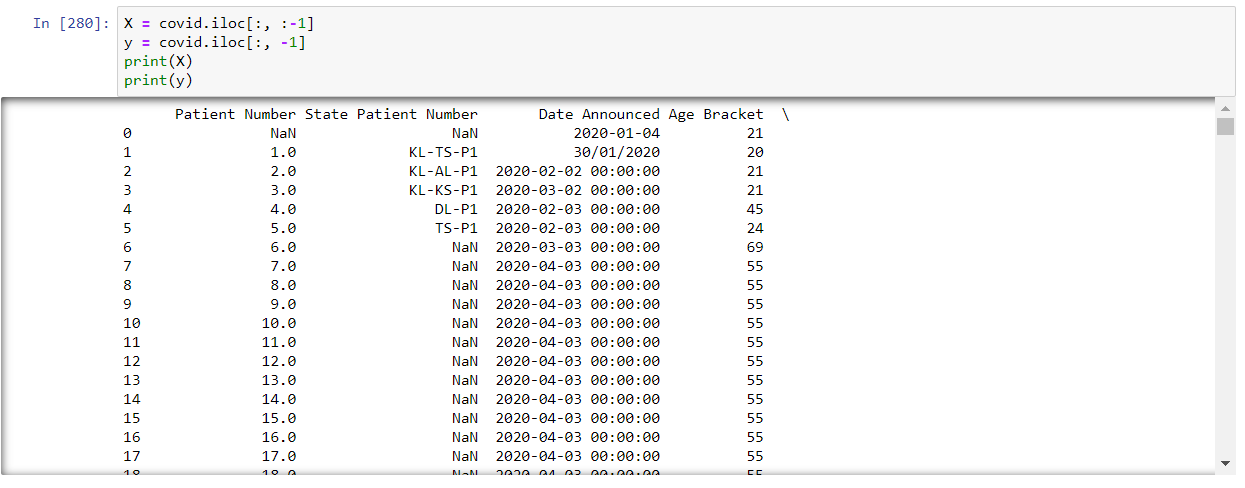 In [280]: X = covid.iloc[:, :-1]
y = covid.iloc[:, -1]
print(X)
print(y)
Patient Number State Patient Number Date Announced Age Bracket \
0 NaN NaN 2020-01-04 21
1 1.0 KL-TS-P1 30/01/2020 20
2 2.0 KL-AL-P1 2020-02-02 00:00:00 21
3 3.0 KL-KS-P1 2020-03-02 00:00:00 21
4 4.0 DL-P1 2020-02-03 00:00:00 45
5 5.0 TS-P1 2020-02-03 00:00:00 24
6 6.0 NaN 2020-03-03 00:00:00 69
7 7.0 NaN 2020-04-03 00:00:00 55
8 8.0 NaN 2020-04-03 00:00:00 55
9 9.0 NaN 2020-04-03 00:00:00 55
10 10.0 NaN 2020-04-03 00:00:00 55
11 11.0 NaN 2020-04-03 00:00:00 55
12 12.0 NaN 2020-04-03 00:00:00 55
13 13.0 NaN 2020-04-03 00:00:00 55
14 14.0 NaN 2020-04-03 00:00:00 55
15 15.0 NaN 2020-04-03 00:00:00 55
16 16.0 NaN 2020-04-03 00:00:00 55
17 17.0 NaN 2020-04-03 00:00:00 55
18 18.0 NaN 2020-04-03 00:00:00 55